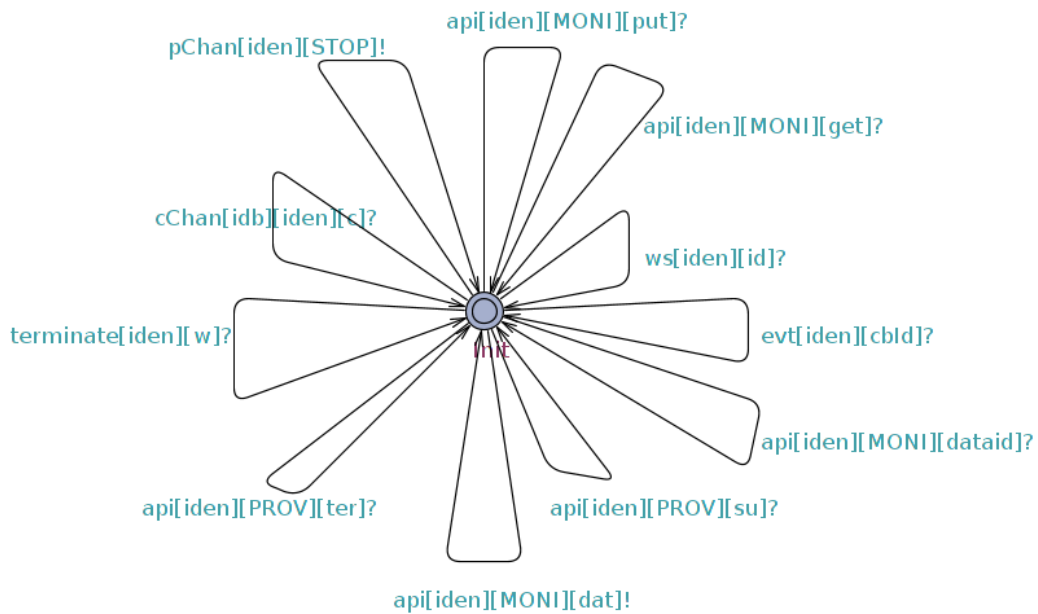 api[iden][MONI][put]?
pChan[iden][STOP]!
api[iden][MONI][get]?
cChan[idb][iden][c]?
ws[iden][id]?
terminate[iden][w]?
evt[iden][cbId]?
Init
api[iden][MONI][dataid]?
api[iden][PROV][ter]?
api[iden][PROV][su]?
api[iden][MONI][dat]!